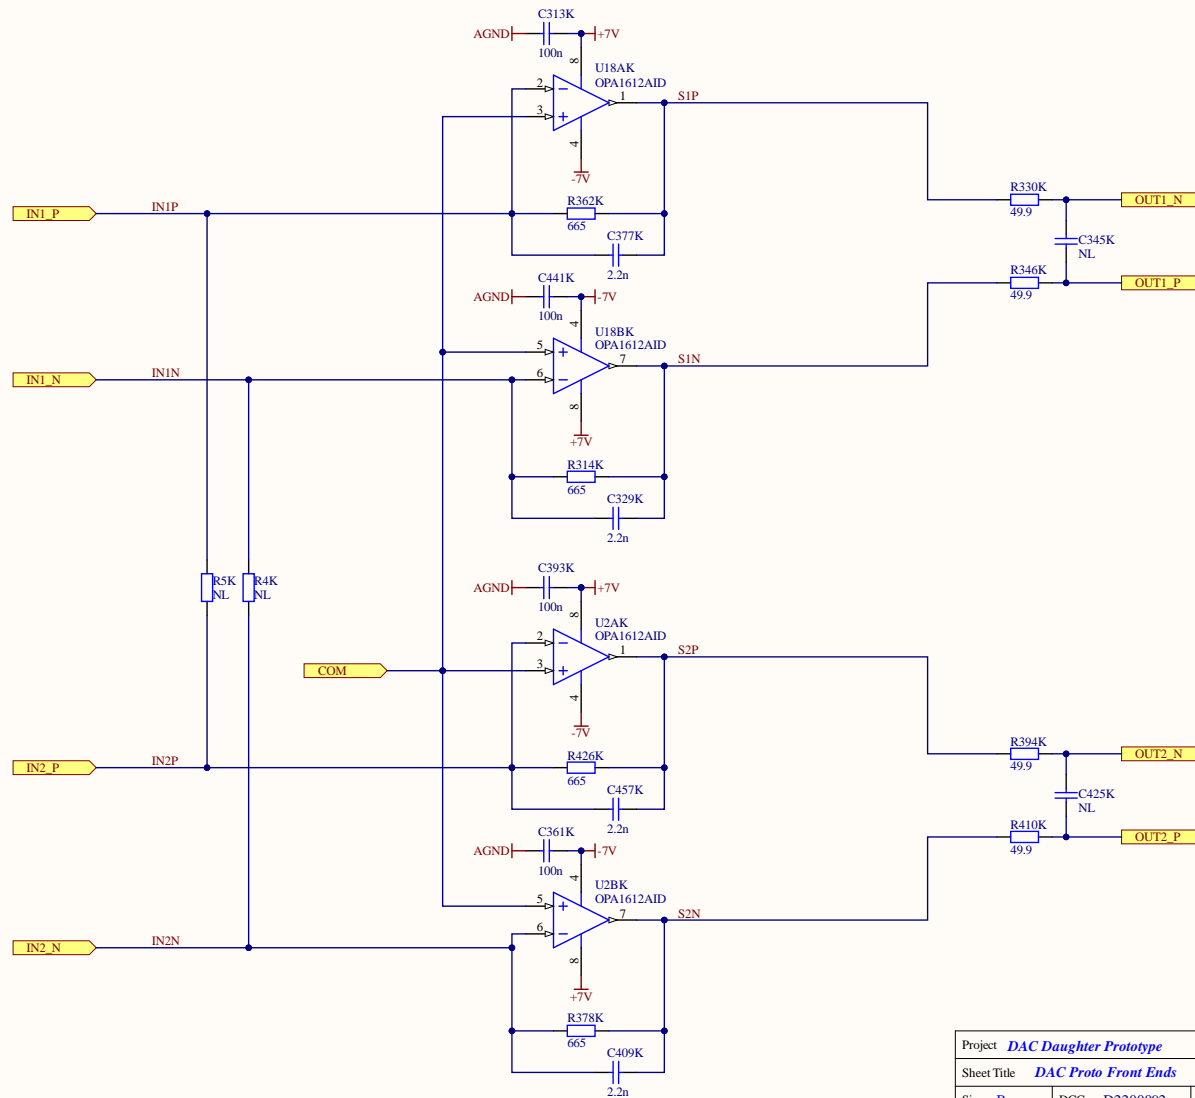 C313K
AGND
+7V
100n
8
U18AK
OPA1612AID
2
1
S1P
3
4
-7V
R330K
49.9
OUT1_N
IN1_P
IN1P
R362K
665
C377K
2.2n
C345K
NL
C441K
AGND
-7V
100n
R346K
49.9
OUT1_P
4
U18BK
OPA1612AID
5
7
S1N
6
IN1_N
IN1N
8
+7V
R314K
665
C329K
2.2n
C393K
AGND
+7V
100n
R5K
NL
R4K
NL
8
U2AK
OPA1612AID
2
1
S2P
3
COM
4
-7V
R394K
49.9
OUT2_N
IN2_P
IN2P
R426K
665
C457K
2.2n
C425K
NL
C361K
AGND
-7V
100n
R410K
49.9
OUT2_P
4
U2BK
OPA1612AID
5
7
S2N
6
IN2_N
IN2N
8
+7V
R378K
665
C409K
2.2n
Project DAC Daughter Prototype
Sheet Title DAC Proto Front Ends